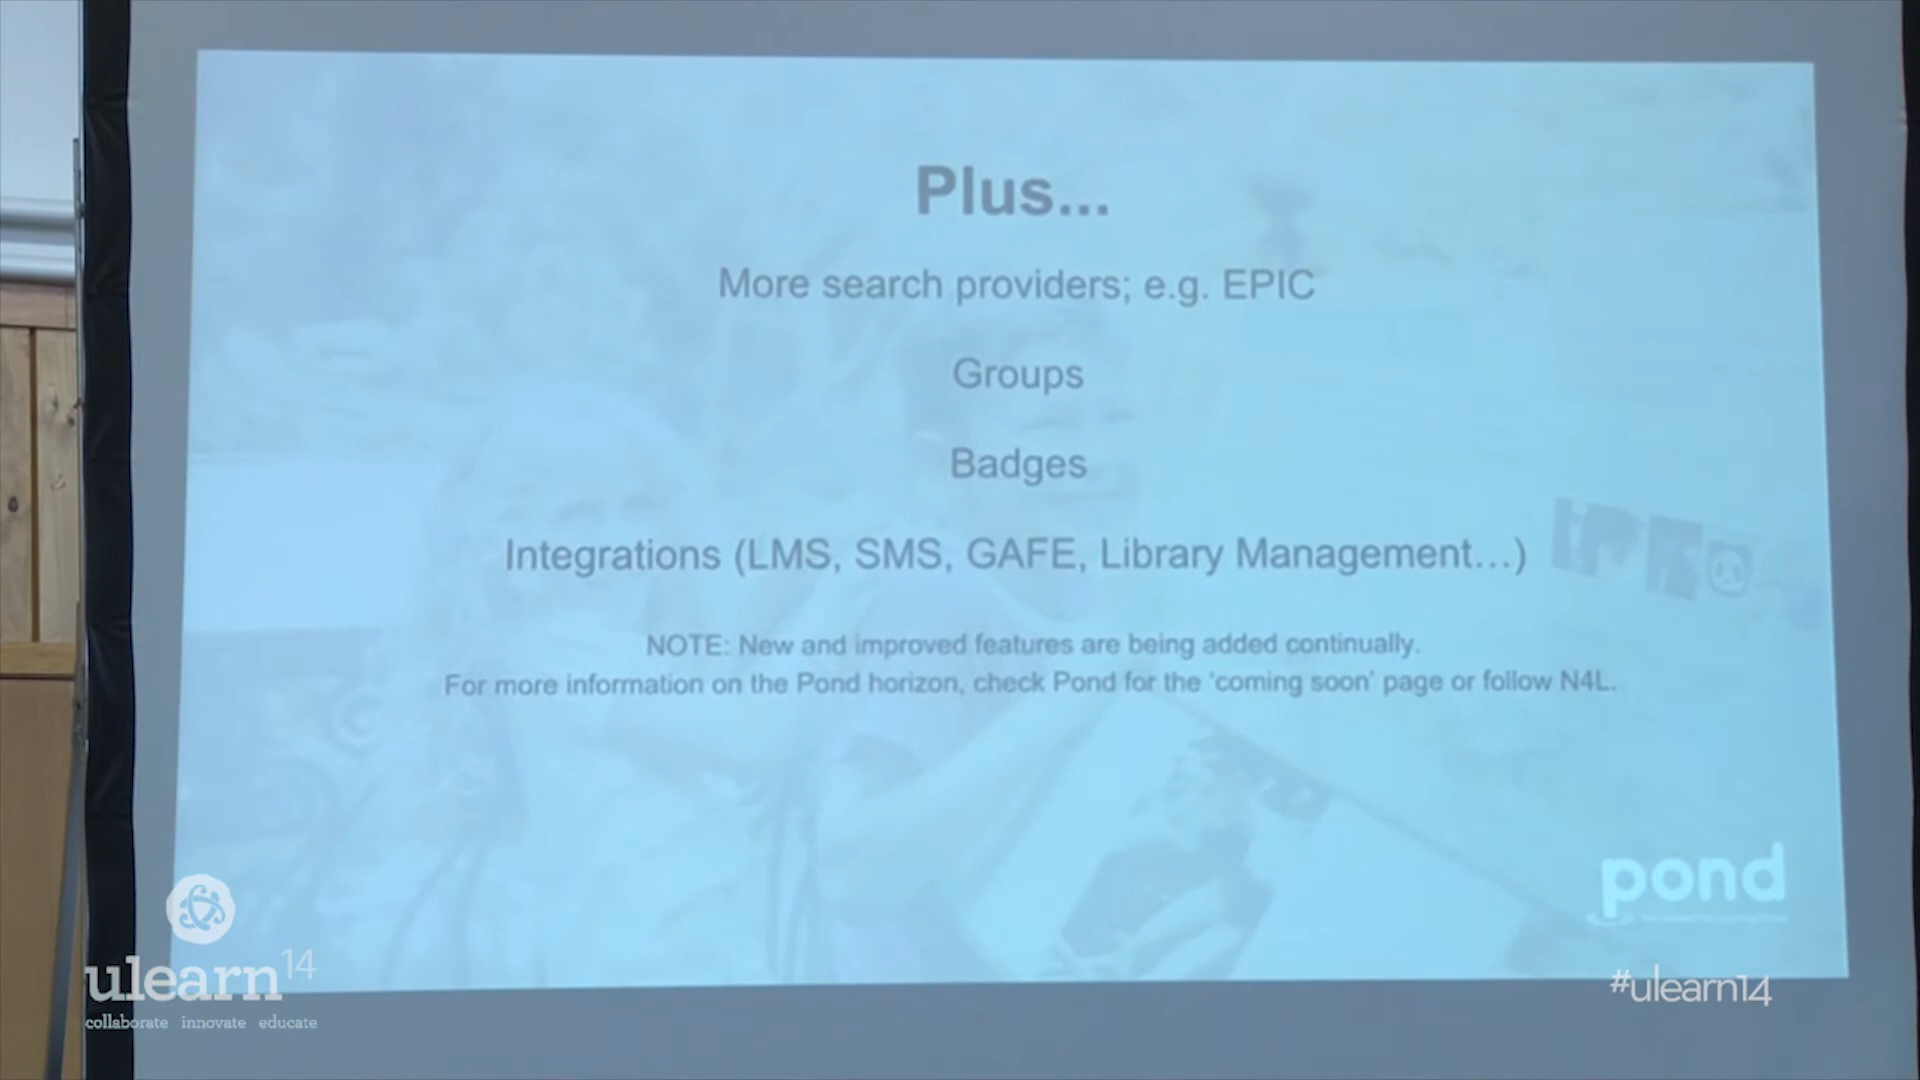 Plus...
More search providers; e.g. EPIC
Groups
Badges
Integrations (LMS, SMS, GAFE, Library Management...)
NOTE: New and improved features are being added continually.
For more information on the Pond horizon, check Pond for the 'coming soon' page or follow N4L.
pond
ulearn14
collaborate innovate educate
#ulearn14